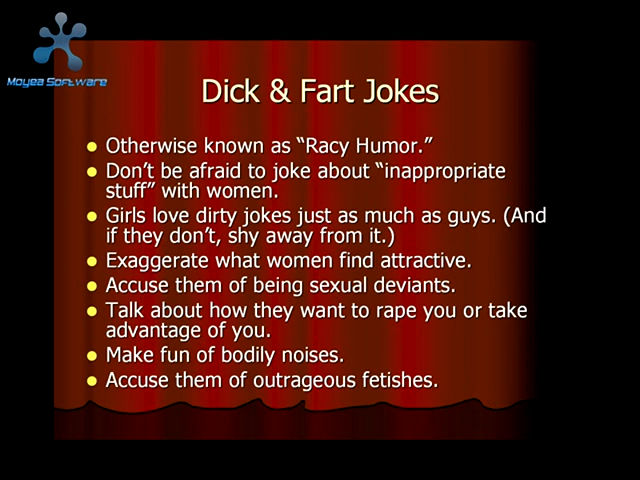 Moyea Software
Dick & Fart Jokes
Otherwise known as “Racy Humor.”
Don’t be afraid to joke about “inappropriate
stuff” with women.
Girls love dirty jokes just as much as guys. (And
if they don’t, shy away from it.)
Exaggerate what women find attractive.
Accuse them of being sexual deviants.
Talk about how they want to rape you or take
advantage of you.
Make fun of bodily noises.
Accuse them of outrageous fetishes.